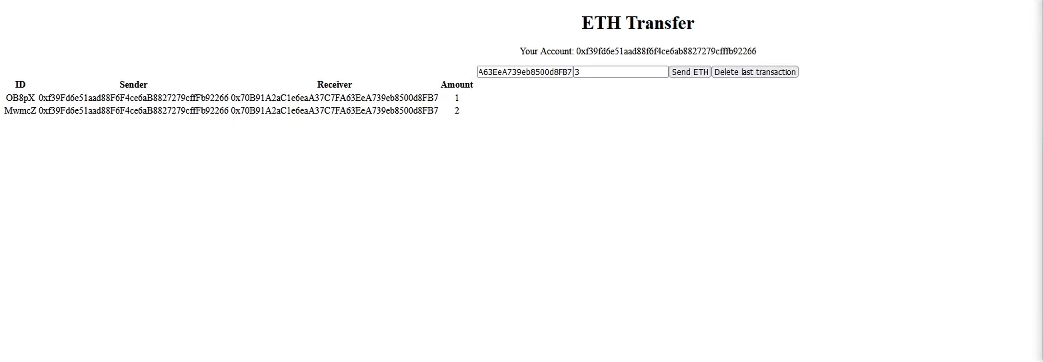 ETH Transfer
Your Account: 0xf39fd6e51aad88f6f4ce6ab8827279cfffb92266
A63EeA739eb8500d8FB7 3 Send ETH Delete last transaction
ID Sender Receiver Amount
OB8pX 0xf39Fd6e51aad88F6F4ce6aB8827279cffFb92266 0x70B91A2aC1e6eaA37C7FA63EeA739eb8500d8FB7 1
MwmcZ 0xf39Fd6e51aad88F6F4ce6aB8827279cffFb92266 0x70B91A2aC1e6eaA37C7FA63EeA739eb8500d8FB7 2